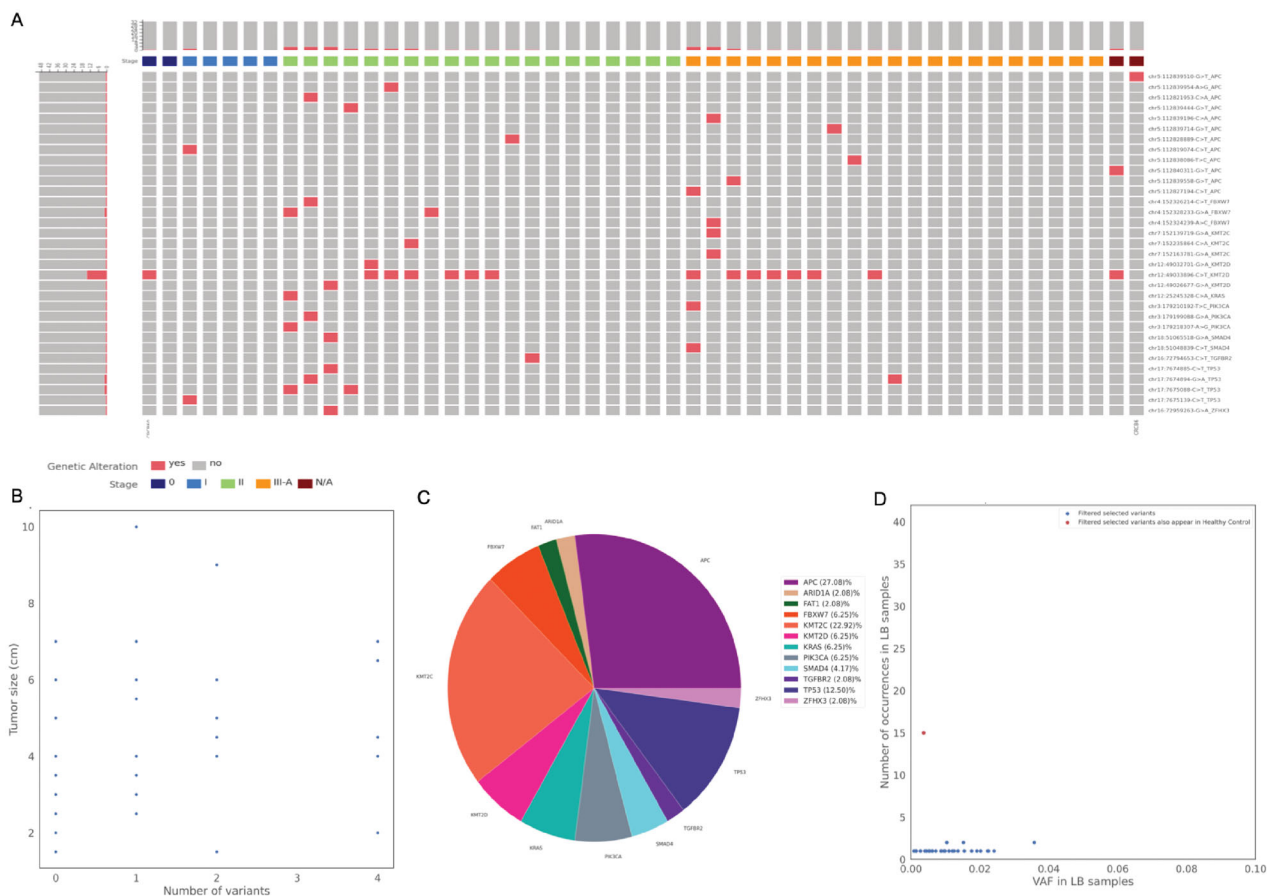 A
Stage
chr5:112839510-G>T_APC
chr5:112839954-A>G_APC
chr5:112821953-C>A_APC
chr5:112839444-G>T_APC
chr5:112839196-C>A_APC
chr5:112839714-G>T_APC
chr5:112828889-C>T_APC
chr5:112839074-C>T_APC
chr5:112838086-T>C_APC
chr5:112840311-G>T_APC
chr5:112839558-G>T_APC
chr5:112827194-C>T_APC
chr4:152326214-C>T_FBXW7
chr4:152328233-G>A_FBXW7
chr4:152324239-A>C_FBXW7
chr7:152139719-G>A_KMT2C
chr7:152235864-C>A_KMT2C
chr7:152163781-G>A_KMT2C
chr12:49032701-G>A_KMT2D
chr12:49033896-C>T_KMT2D
chr12:49026677-G>A_KMT2D
chr12:25245328-C>A_KRAS
chr3:179210192-T>C_PIK3CA
chr3:179199088-G>A_PIK3CA
chr3:179218307-A>G_PIK3CA
chr18:51065518-G>A_SMAD4
chr18:51048839-C>T_SMAD4
chr16:72794653-C>T_TGFBR2
chr17:7674885-C>T_TP53
chr17:7674894-G>A_TP53
chr17:7675088-C>T_TP53
chr17:7675139-C>T_TP53
chr16:72959263-G>A_ZFHX3
Genetic Alteration yes no
Stage 0 I II III-A N/A
B
Tumor size (cm)
10
8
6
4
2
0 1 2 3 4
Number of variants
C
APC
ARID1A
FAT1
FBXW7
KMT2C
KMT2D
KRAS
PIK3CA
SMAD4
TGFBR2
TP53
ZFHX3
APC (27.08)%
ARID1A (2.08)%
FAT1 (2.08)%
FBXW7 (6.25)%
KMT2C (22.92)%
KMT2D (6.25)%
KRAS (6.25)%
PIK3CA (6.25)%
SMAD4 (4.17)%
TGFBR2 (2.08)%
TP53 (12.50)%
ZFHX3 (2.08)%
D
Filtered selected variants
Filtered selected variants also appear in Healthy Control
Number of occurrences in LB samples
40
35
30
25
20
15
10
5
0
0.00 0.02 0.04 0.06 0.08 0.10
VAF in LB samples